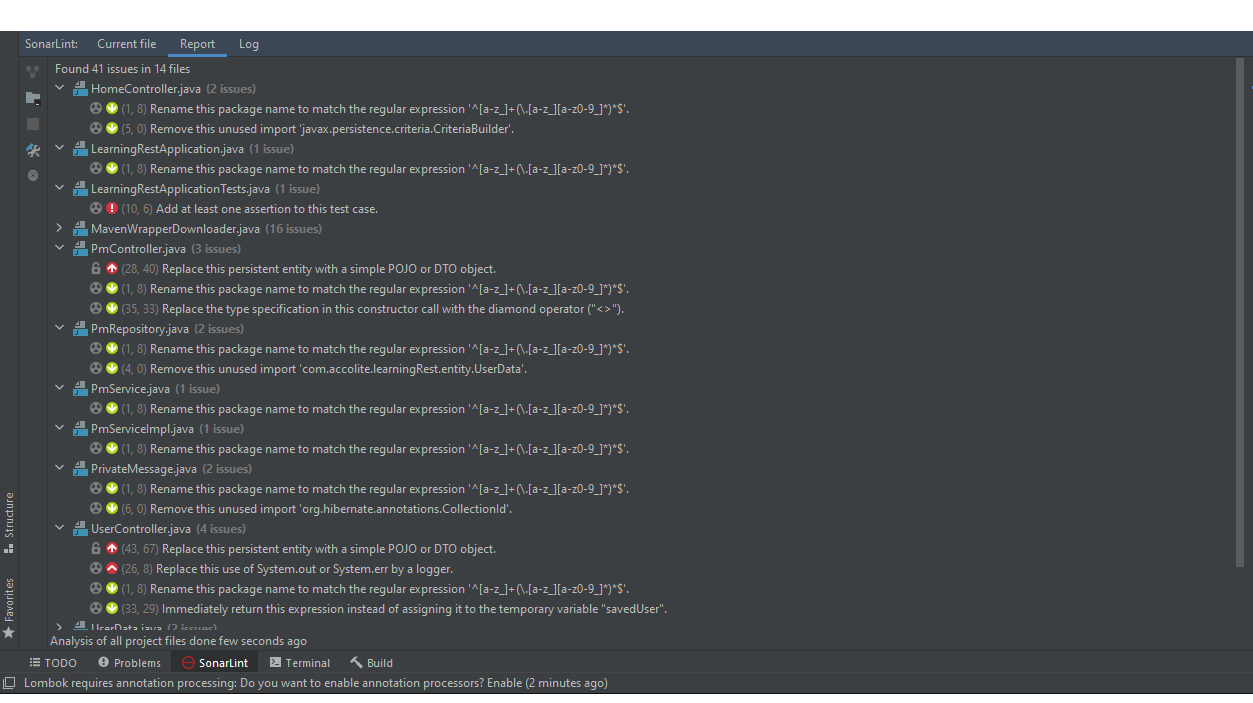 SonarLint: Current file Report Log
Found 41 issues in 14 files
HomeController.java (2 issues)
(1, 8) Rename this package name to match the regular expression '^[a-z_]+(\.[a-z_][a-z0-9_]*)*$'.
(5, 0) Remove this unused import 'javax.persistence.criteria.CriteriaBuilder'.
LearningRestApplication.java (1 issue)
(1, 8) Rename this package name to match the regular expression '^[a-z_]+(\.[a-z_][a-z0-9_]*)*$'.
LearningRestApplicationTests.java (1 issue)
(10, 6) Add at least one assertion to this test case.
MavenWrapperDownloader.java (16 issues)
PmController.java (3 issues)
(28, 40) Replace this persistent entity with a simple POJO or DTO object.
(1, 8) Rename this package name to match the regular expression '^[a-z_]+(\.[a-z_][a-z0-9_]*)*$'.
(35, 33) Replace the type specification in this constructor call with the diamond operator ("<>").
PmRepository.java (2 issues)
(1, 8) Rename this package name to match the regular expression '^[a-z_]+(\.[a-z_][a-z0-9_]*)*$'.
(4, 0) Remove this unused import 'com.accolite.learningRest.entity.UserData'.
PmService.java (1 issue)
(1, 8) Rename this package name to match the regular expression '^[a-z_]+(\.[a-z_][a-z0-9_]*)*$'.
PmServiceImpl.java (1 issue)
(1, 8) Rename this package name to match the regular expression '^[a-z_]+(\.[a-z_][a-z0-9_]*)*$'.
PrivateMessage.java (2 issues)
(1, 8) Rename this package name to match the regular expression '^[a-z_]+(\.[a-z_][a-z0-9_]*)*$'.
(6, 0) Remove this unused import 'org.hibernate.annotations.CollectionId'.
UserController.java (4 issues)
(43, 67) Replace this persistent entity with a simple POJO or DTO object.
(26, 8) Replace this use of System.out or System.err by a logger.
(1, 8) Rename this package name to match the regular expression '^[a-z_]+(\.[a-z_][a-z0-9_]*)*$'.
(33, 29) Immediately return this expression instead of assigning it to the temporary variable "savedUser".
UserData.java (2 issues)
Analysis of all project files done few seconds ago
Structure
Favorites
TODO Problems SonarLint Terminal Build
Lombok requires annotation processing: Do you want to enable annotation processors? Enable (2 minutes ago)